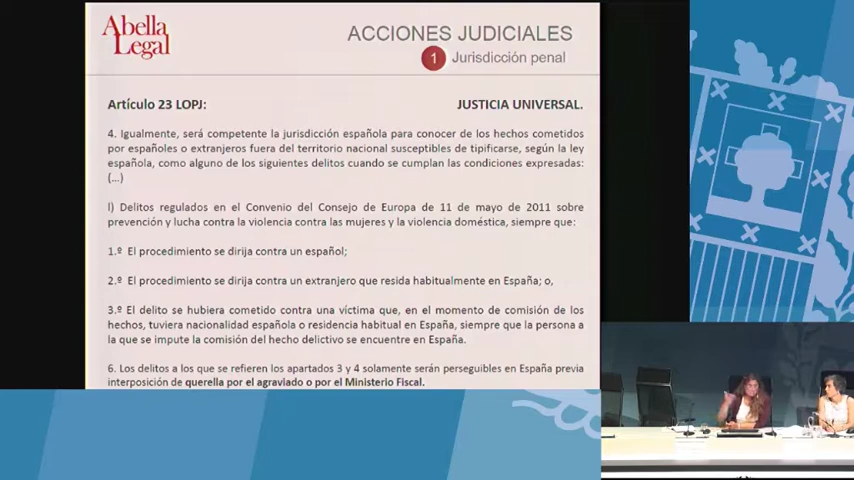 Abella
Legal
ACCIONES JUDICIALES
1 Jurisdicción penal
Artículo 23 LOPJ: JUSTICIA UNIVERSAL.
4. Igualmente, será competente la jurisdicción española para conocer de los hechos cometidos
por españoles o extranjeros fuera del territorio nacional susceptibles de tipificarse, según la ley
española, como alguno de los siguientes delitos cuando se cumplan las condiciones expresadas:
(...)
l) Delitos regulados en el Convenio del Consejo de Europa de 11 de mayo de 2011 sobre
prevención y lucha contra la violencia contra las mujeres y la violencia doméstica, siempre que:
1.º El procedimiento se dirija contra un español;
2.º El procedimiento se dirija contra un extranjero que resida habitualmente en España; o,
3.º El delito se hubiera cometido contra una víctima que, en el momento de comisión de los
hechos, tuviera nacionalidad española o residencia habitual en España, siempre que la persona a
la que se impute la comisión del hecho delictivo se encuentre en España.
6. Los delitos a los que se refieren los apartados 3 y 4 solamente serán perseguibles en España previa
interposición de querella por el agraviado o por el Ministerio Fiscal.